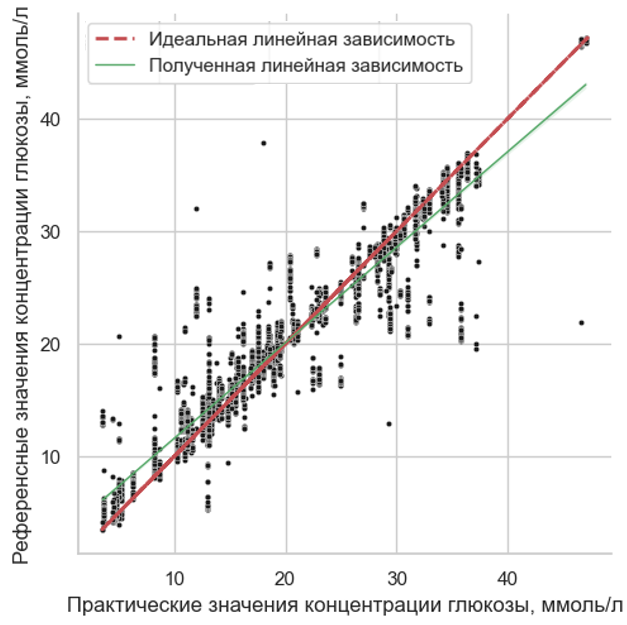 Идеальная линейная зависимость
Полученная линейная зависимость
Референсные значения концентрации глюкозы, ммоль/л
40
30
20
10
10 20 30 40
Практические значения концентрации глюкозы, ммоль/л